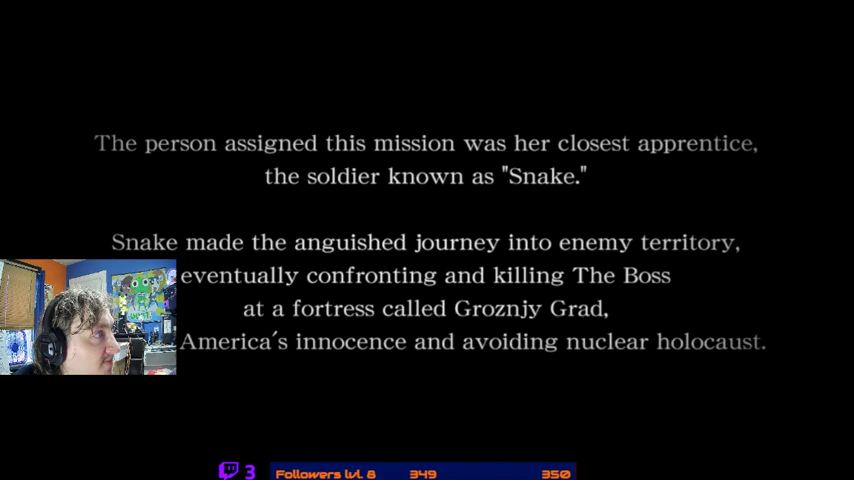 The person assigned this mission was her closest apprentice,
the soldier known as "Snake."
Snake made the anguished journey into enemy territory,
eventually confronting and killing The Boss
at a fortress called Groznjy Grad,
America's innocence and avoiding nuclear holocaust.
3
Followers lvl. 8 349 350